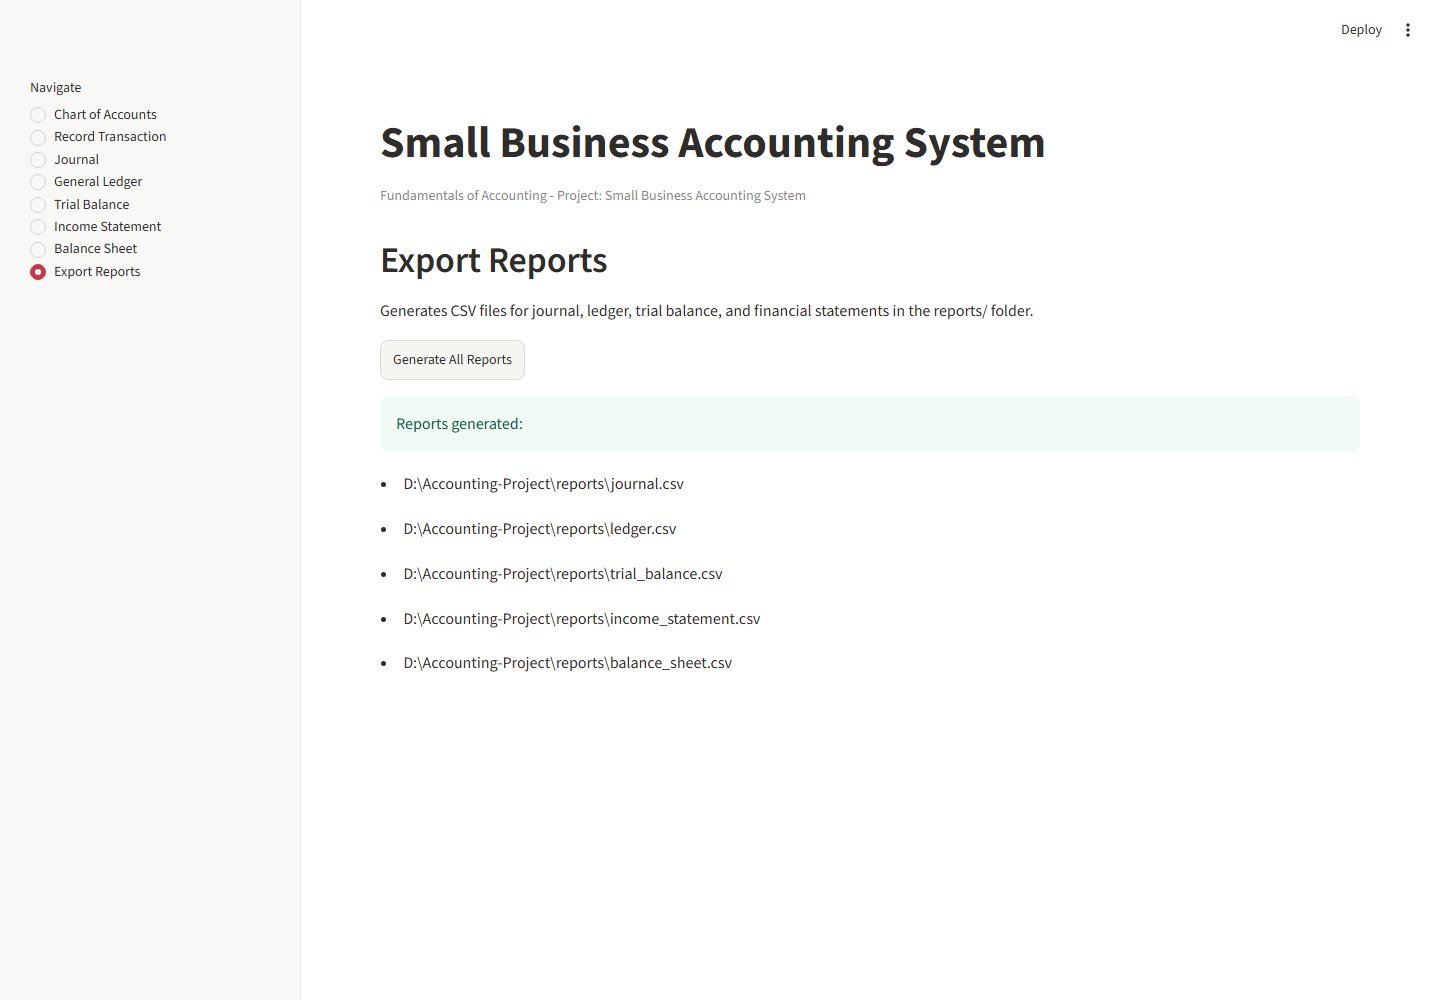 Deploy
Navigate
Chart of Accounts
Record Transaction
Journal
General Ledger
Trial Balance
Income Statement
Balance Sheet
Export Reports
Small Business Accounting System
Fundamentals of Accounting - Project: Small Business Accounting System
Export Reports
Generates CSV files for journal, ledger, trial balance, and financial statements in the reports/ folder.
Generate All Reports
Reports generated:
D:\Accounting-Project\reports\journal.csv
D:\Accounting-Project\reports\ledger.csv
D:\Accounting-Project\reports\trial_balance.csv
D:\Accounting-Project\reports\income_statement.csv
D:\Accounting-Project\reports\balance_sheet.csv